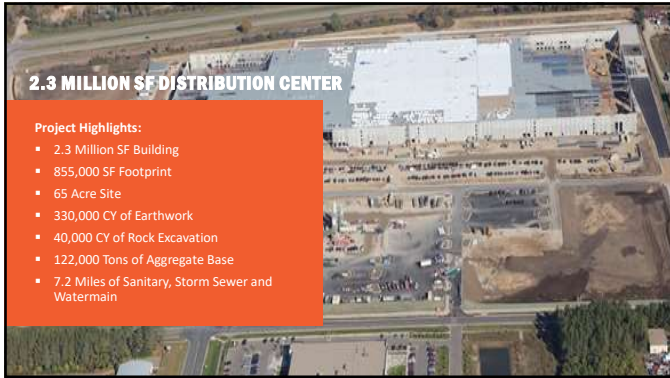 2.3 MILLION SF DISTRIBUTION CENTER
Project Highlights:
▪ 2.3 Million SF Building
▪ 855,000 SF Footprint
▪ 65 Acre Site
▪ 330,000 CY of Earthwork
▪ 40,000 CY of Rock Excavation
▪ 122,000 Tons of Aggregate Base
▪ 7.2 Miles of Sanitary, Storm Sewer and
Watermain